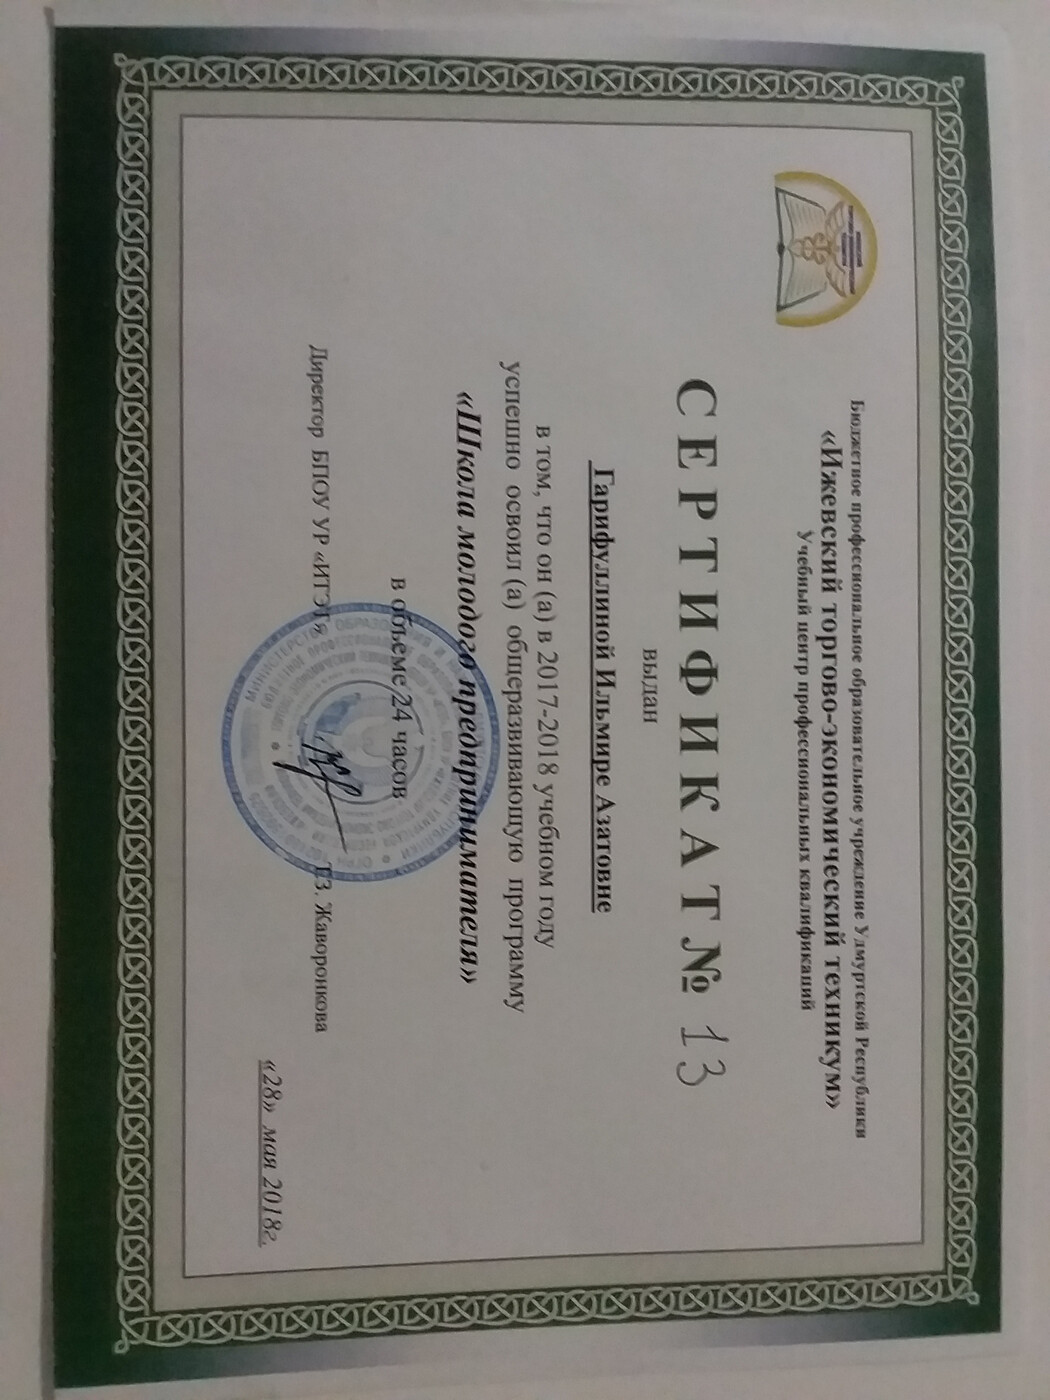 Бюджетное профессиональное образовательное учреждение Удмуртской Республики
«Ижевский торгово-экономический техникум»
Учебный центр профессиональных квалификаций
СЕРТИФИКАТ № 13
выдан
Гарифуллиной Ильмире Азатовне
в том, что он (а) в 2017-2018 учебном году
успешно освоил (а) общеразвивающую программу
«Школа молодого предпринимателя»
в объеме 24 часов
Директор БПОУ УР «ИТЭТ» Т.З. Жаворонкова
«28» мая 2018г.